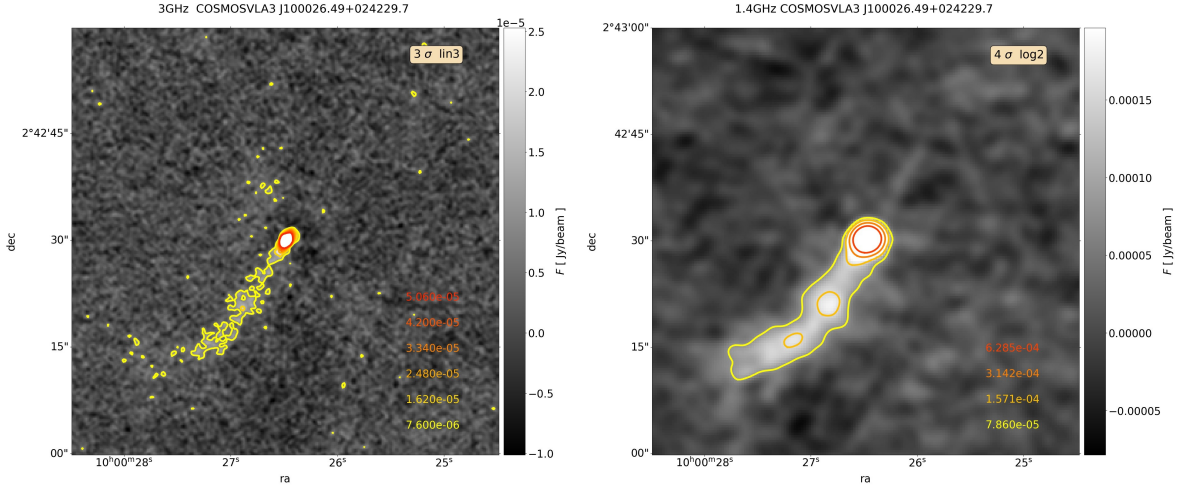 3GHz  COSMOSVLA3 J100026.49+024229.7
1e−5
3 σ  lin3
2°42'45"
30"
15"
00"
dec
10ʰ00ᵐ28ˢ
27ˢ
26ˢ
25ˢ
ra
5.060e-05
4.200e-05
3.340e-05
2.480e-05
1.620e-05
7.600e-06
2.5
2.0
1.5
1.0
0.5
0.0
−0.5
−1.0
F [ Jy/beam ]
1.4GHz  COSMOSVLA3 J100026.49+024229.7
4 σ  log2
2°43'00"
42'45"
30"
15"
00"
dec
10ʰ00ᵐ28ˢ
27ˢ
26ˢ
25ˢ
ra
6.285e-04
3.142e-04
1.571e-04
7.860e-05
0.00015
0.00010
0.00005
0.00000
−0.00005
F [ Jy/beam ]